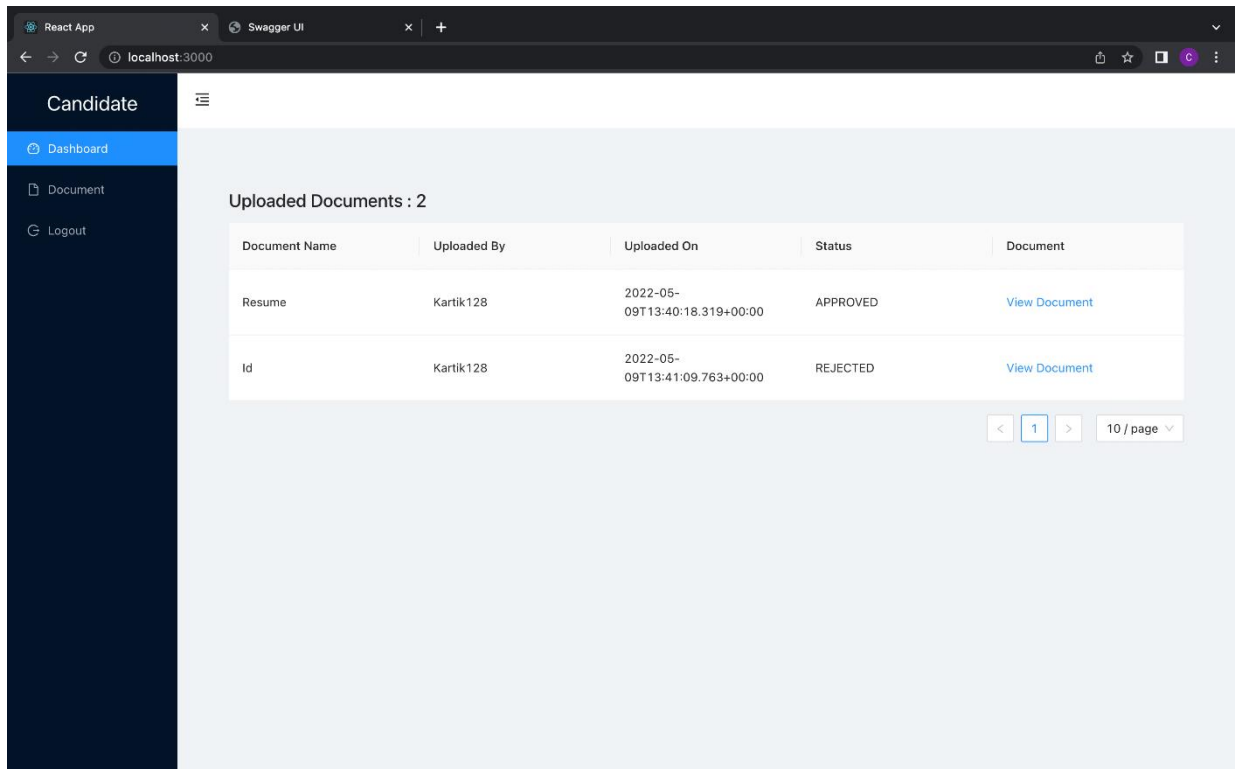 React App
Swagger UI
localhost:3000
C
Candidate
Dashboard
Document
Logout
Uploaded Documents : 2
Document Name Uploaded By Uploaded On Status Document
Resume Kartik128 2022-05-
09T13:40:18.319+00:00 APPROVED View Document
Id Kartik128 2022-05-
09T13:41:09.763+00:00 REJECTED View Document
< 1 > 10 / page